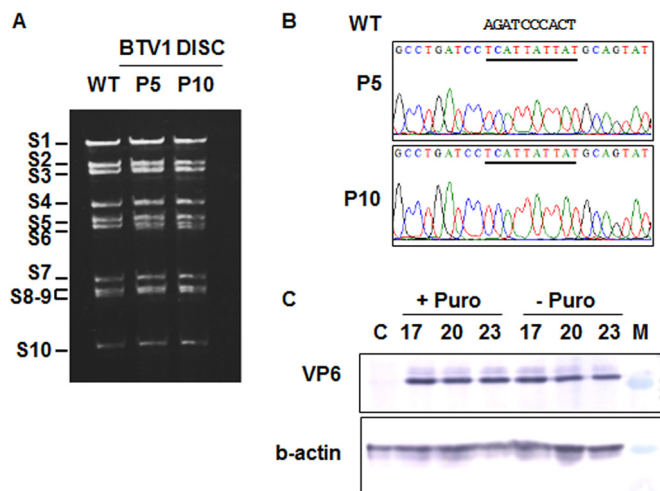 A
BTV1 DISC
WT P5 P10
S1
S2
S3
S4
S5
S6
S7
S8-9
S10
B
WT AGATCCCACT
GCCTGATCCTCATTATTATGCAGTAT
P5
GCCTGATCCTCATTATTATGCAGTAT
P10
C
+ Puro - Puro
C 17 20 23 17 20 23 M
VP6
b-actin